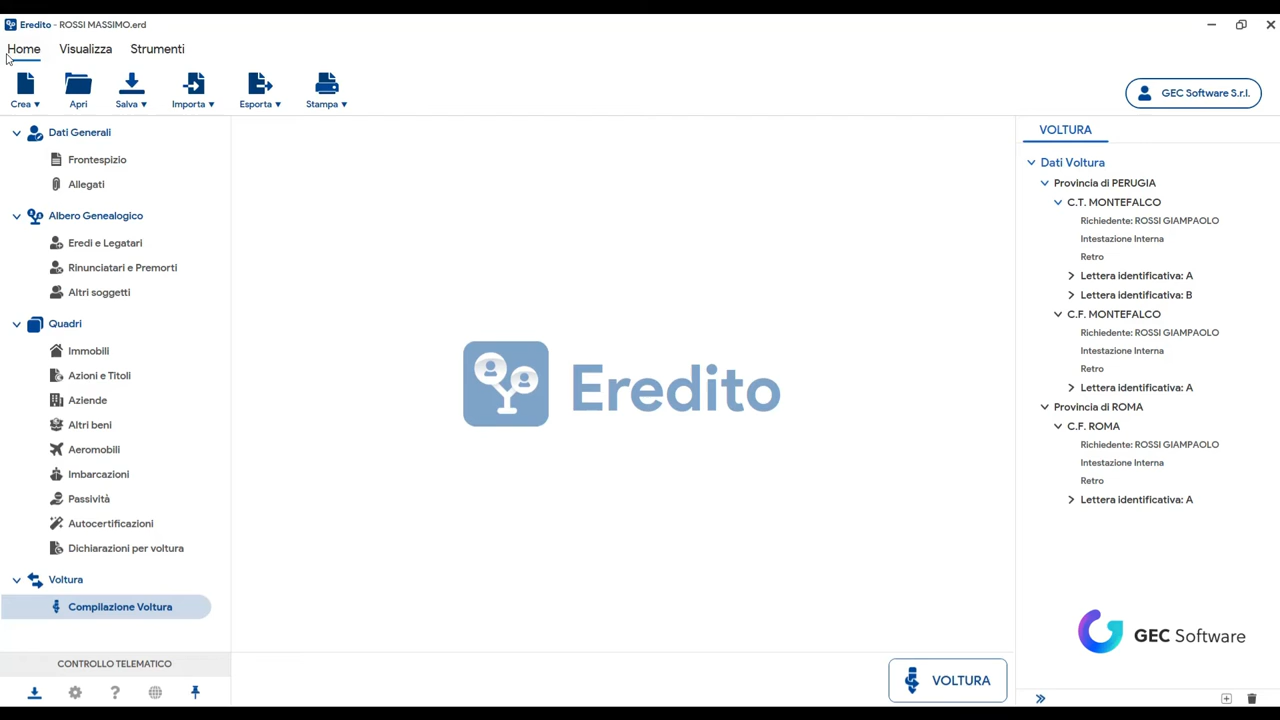 Eredito - ROSSI MASSIMO.erd
Home Visualizza Strumenti
Crea Apri Salva Importa Esporta Stampa
GEC Software S.r.l.
Dati Generali
Frontespizio
Allegati
Albero Genealogico
Eredi e Legatari
Rinunciatari e Premorti
Altri soggetti
Quadri
Immobili
Azioni e Titoli
Aziende
Altri beni
Aeromobili
Imbarcazioni
Passività
Autocertificazioni
Dichiarazioni per voltura
Voltura
Compilazione Voltura
CONTROLLO TELEMATICO
?
Eredito
VOLTURA
VOLTURA
Dati Voltura
Provincia di PERUGIA
C.T. MONTEFALCO
Richiedente: ROSSI GIAMPAOLO
Intestazione Interna
Retro
Lettera identificativa: A
Lettera identificativa: B
C.F. MONTEFALCO
Richiedente: ROSSI GIAMPAOLO
Intestazione Interna
Retro
Lettera identificativa: A
Provincia di ROMA
C.F. ROMA
Richiedente: ROSSI GIAMPAOLO
Intestazione Interna
Retro
Lettera identificativa: A
GEC Software